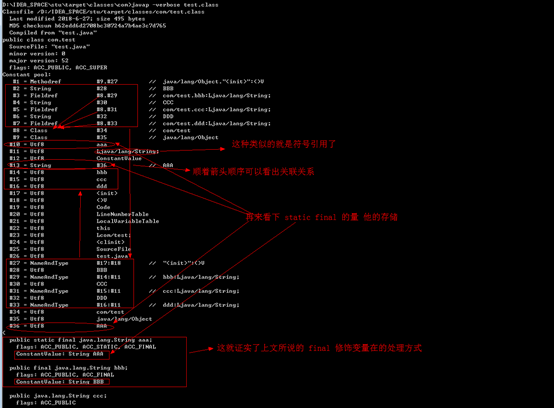 D:\IDEA_SPACE\stu\target\classes\com>javap -verbose test.class
Classfile /D:/IDEA_SPACE/stu/target/classes/com/test.class
Last modified 2018-6-27; size 495 bytes
MD5 checksum b62edd6d2708bc30724a7b4ae3c7d765
Compiled from "test.java"
public class com.test
SourceFile: "test.java"
minor version: 0
major version: 52
flags: ACC_PUBLIC, ACC_SUPER
Constant pool:
#1 = Methodref #9.#27 // java/lang/Object."<init>":()V
#2 = String #28 // BBB
#3 = Fieldref #8.#29 // com/test.bbb:Ljava/lang/String;
#4 = String #30 // CCC
#5 = Fieldref #8.#31 // com/test.ccc:Ljava/lang/String;
#6 = String #32 // DDD
#7 = Fieldref #8.#33 // com/test.ddd:Ljava/lang/String;
#8 = Class #34 // com/test
#9 = Class #35 // java/lang/Object
#10 = Utf8 aaa
#11 = Utf8 Ljava/lang/String;
这种类似的就是符号引用了
#12 = Utf8 ConstantValue
#13 = String #36 // AAA
#14 = Utf8 bbb
顺着箭头顺序可以看出关联关系
#15 = Utf8 ccc
#16 = Utf8 ddd
#17 = Utf8 <init>
#18 = Utf8 ()V
#19 = Utf8 Code
再来看下 static final 的量 他的存储
#20 = Utf8 LineNumberTable
#21 = Utf8 LocalVariableTable
#22 = Utf8 this
#23 = Utf8 Lcom/test;
#24 = Utf8 <clinit>
#25 = Utf8 SourceFile
#26 = Utf8 test.java
#27 = NameAndType #17:#18 // "<init>":()V
#28 = Utf8 BBB
#29 = NameAndType #14:#11 // bbb:Ljava/lang/String;
#30 = Utf8 CCC
#31 = NameAndType #15:#11 // ccc:Ljava/lang/String;
#32 = Utf8 DDD
#33 = NameAndType #16:#11 // ddd:Ljava/lang/String;
#34 = Utf8 com/test
#35 = Utf8 java/lang/Object
#36 = Utf8 AAA
{
public static final java.lang.String aaa;
flags: ACC_PUBLIC, ACC_STATIC, ACC_FINAL
这就证实了上文所说的 final 修饰变量在的处理方式
ConstantValue: String AAA
public final java.lang.String bbb;
flags: ACC_PUBLIC, ACC_FINAL
ConstantValue: String BBB
public java.lang.String ccc;
flags: ACC_PUBLIC